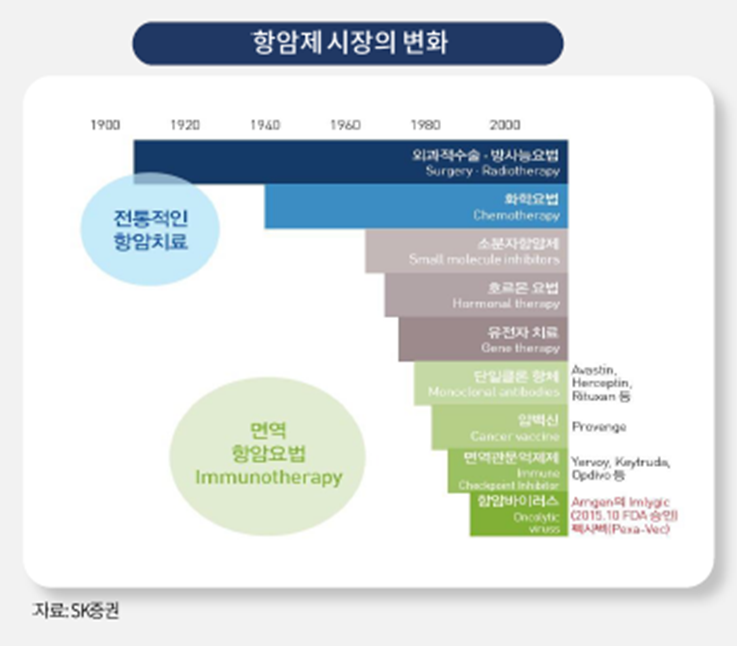 항암제 시장의 변화
1900 1920 1940 1960 1980 2000
외과적수술·방사능요법
Surgery · Radiotherapy
전통적인
항암치료
화학요법
Chemotherapy
소분자항암제
Small molecule inhibitors
호르몬 요법
Hormonal therapy
유전자 치료
Gene therapy
단일클론 항체
Monoclonal antibodies
Avastin,
Herceptin,
Rituxan 등
암백신
Cancer vaccine
Provenge
면역
항암요법
Immunotherapy
면역관문억제제
Immune
Checkpoint Inhibitor
Yervoy, Keytruda,
Opdivo 등
항암바이러스
Oncolytic
viruses
Amgen의 Imlygic
(2015.10 FDA 승인)
펙사벡(Pexa-Vec)
자료: SK증권